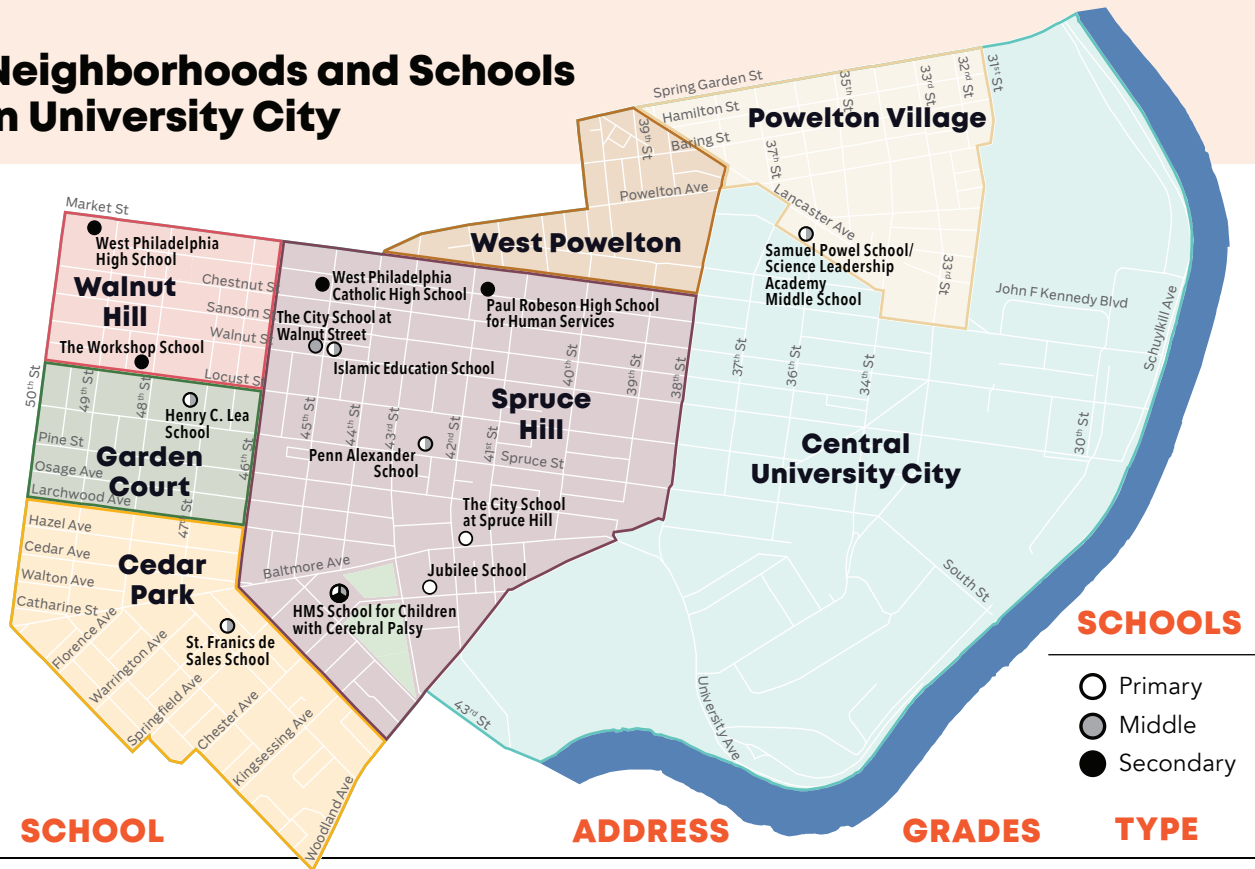 Neighborhoods and Schools
n University City
Spring Garden St
Hamilton St
Baring St
Powelton Ave
Lancaster Ave
39th St
35th St
37th St
33rd St
32nd St
31st St
33rd St
Powelton Village
West Powelton
Samuel Powel School/
Science Leadership
Academy
Middle School
Market St
West Philadelphia
High School
Walnut
Hill
Chestnut S
Sansom S
Walnut S
Locust S
The Workshop School
West Philadelphia
Catholic High School
Paul Robeson High School
for Human Services
The City School at
Walnut Street
Islamic Education School
Spruce
Hill
40th St
39th St
38th St
45th St
44th St
43rd St
42nd St
41st St
Spruce St
Penn Alexander
School
The City School
at Spruce Hill
Jubilee School
Baltmore Ave
HMS School for Children
with Cerebral Palsy
50th St
49th St
48th St
46th St
47th St
Henry C. Lea
School
Pine St
Garden
Court
Osage Ave
Larchwood Ave
Hazel Ave
Cedar Ave
Walton Ave
Catharine St
Cedar
Park
Florence Ave
Warrington Ave
Springfield Ave
Chester Ave
Kingsessing Ave
Woodland Ave
St. Franics de
Sales School
37th St
36th St
34th St
30th St
John F Kennedy Blvd
Schuylkill Ave
Central
University City
South St
University Ave
43rd St
SCHOOLS
Primary
Middle
Secondary
SCHOOL
ADDRESS
GRADES
TYPE